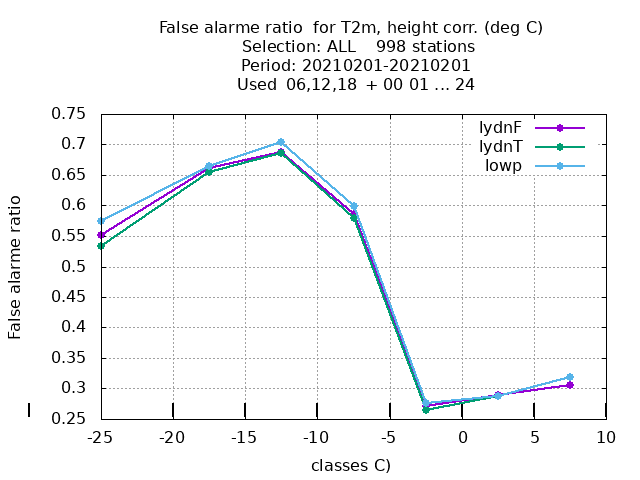 False alarme ratio  for T2m, height corr. (deg C)
Selection: ALL    998 stations
Period: 20210201-20210201
Used  06,12,18  + 00 01 ... 24
0.75
0.7
0.65
0.6
0.55
0.5
0.45
0.4
0.35
0.3
0.25
False alarme ratio
lydnF
lydnT
lowp
-25 -20 -15 -10 -5 0 5 10
classes C)